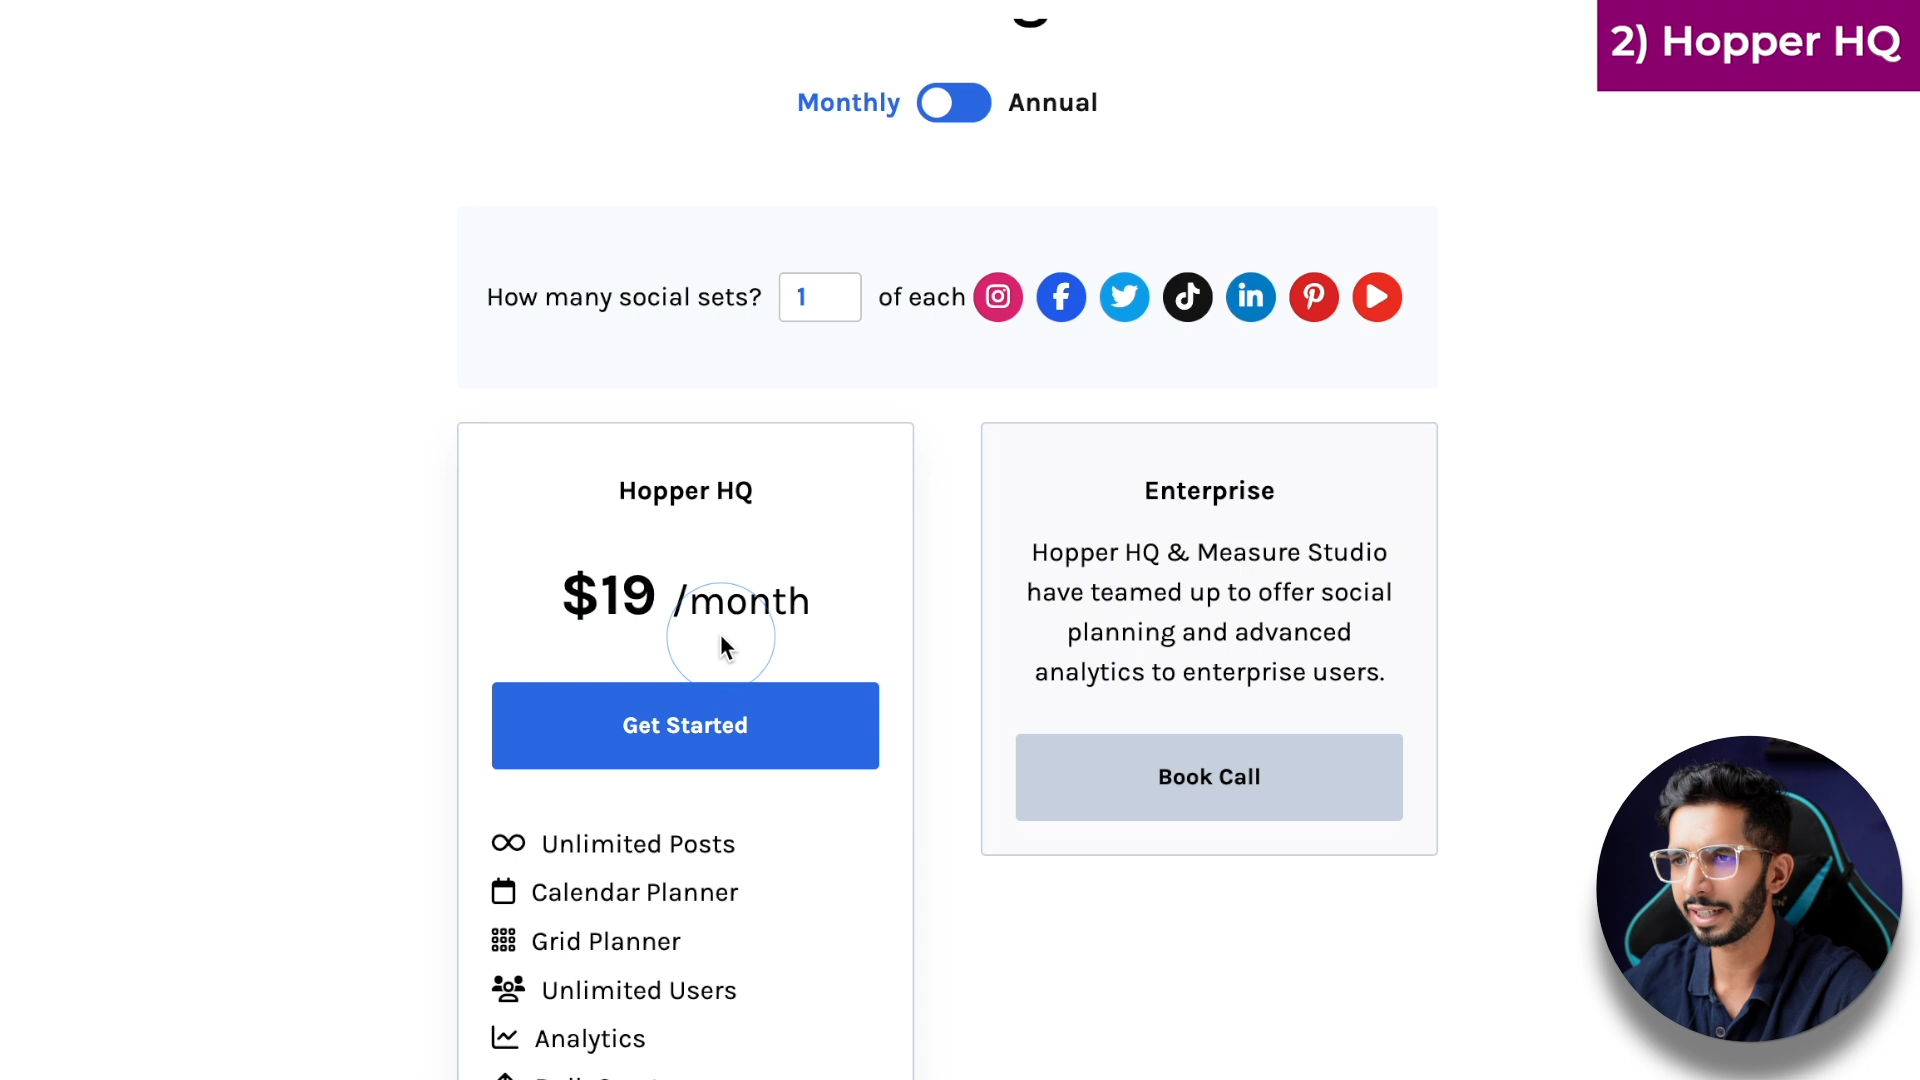 2) Hopper HQ
Monthly Annual
How many social sets? 1 of each
Hopper HQ
$19 /month
Get Started
Unlimited Posts
Calendar Planner
Grid Planner
Unlimited Users
Analytics
Enterprise
Hopper HQ & Measure Studio
have teamed up to offer social
planning and advanced
analytics to enterprise users.
Book Call